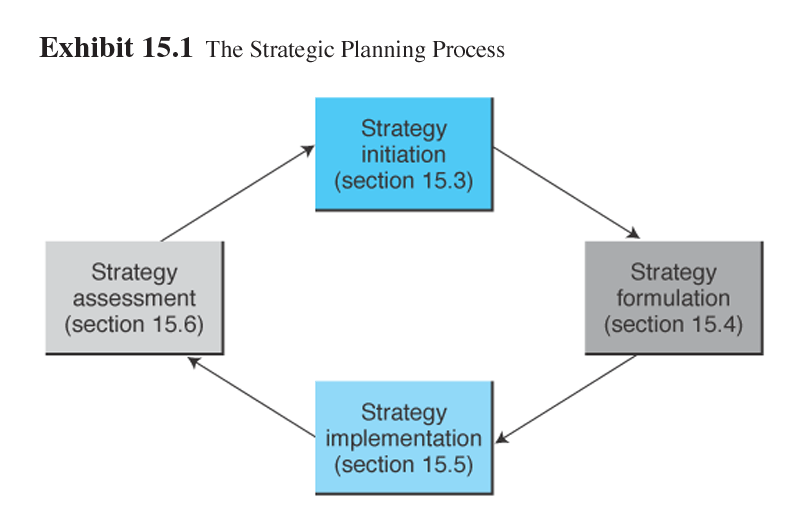 Exhibit 15.1 The Strategic Planning Process
Strategy
initiation
(section 15.3)
Strategy
assessment
(section 15.6)
Strategy
formulation
(section 15.4)
Strategy
implementation
(section 15.5)